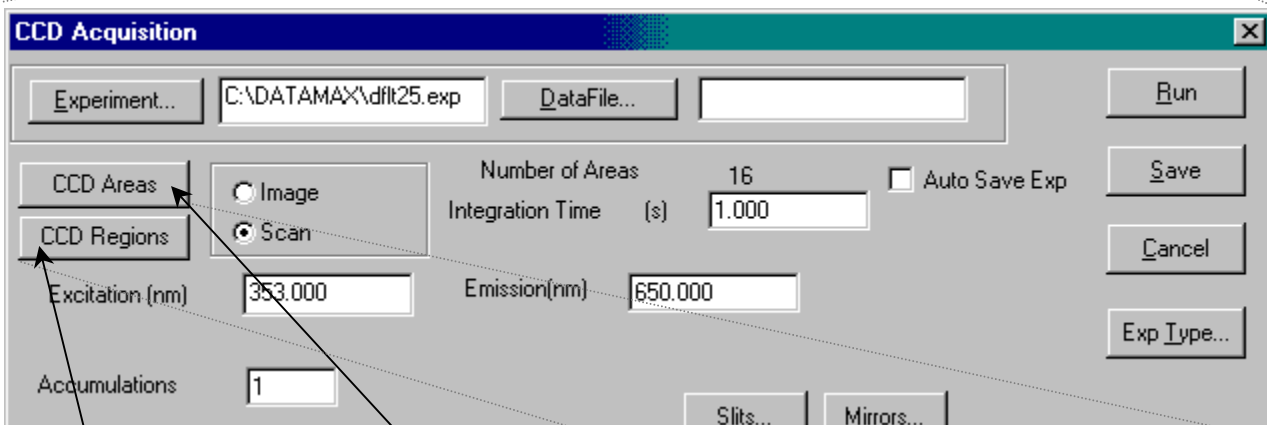 CCD Acquisition
Experiment... C:\DATAMAX\dflt25.exp DataFile... Run
CCD Areas Image Number of Areas 16 Auto Save Exp Save
Integration Time (s) 1.000
CCD Regions Scan Cancel
Excitation (nm) 353.000 Emission(nm) 650.000
Exp Type...
Accumulations 1
Slits... Mirrors...